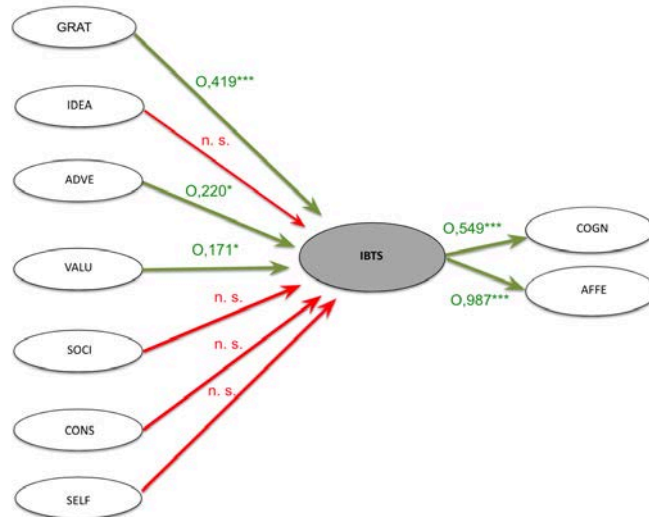 GRAT
O,419***
IDEA
n. s.
ADVE
O,220*
VALU
O,171*
IBTS
O,549***
COGN
O,987***
AFFE
SOCI
n. s.
CONS
n. s.
SELF
n. s.